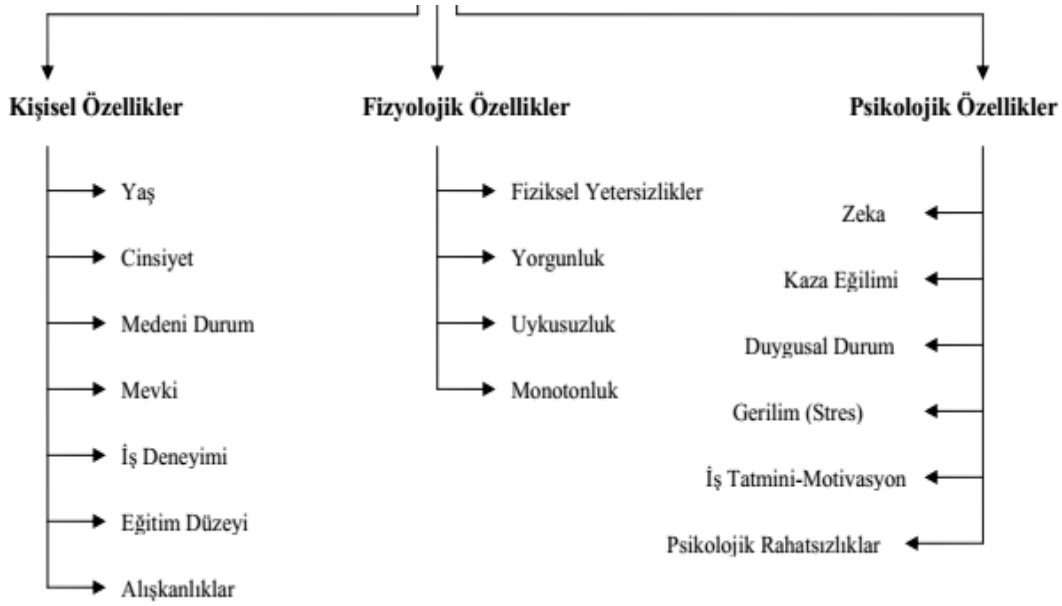 Kişisel Özellikler
Yaş
Cinsiyet
Medeni Durum
Mevki
İş Deneyimi
Eğitim Düzeyi
Alışkanlıklar
Fizyolojik Özellikler
Fiziksel Yetersizlikler
Yorgunluk
Uykusuzluk
Monotonluk
Psikolojik Özellikler
Zeka
Kaza Eğilimi
Duygusal Durum
Gerilim (Stres)
İş Tatmini-Motivasyon
Psikolojik Rahatsızlıklar